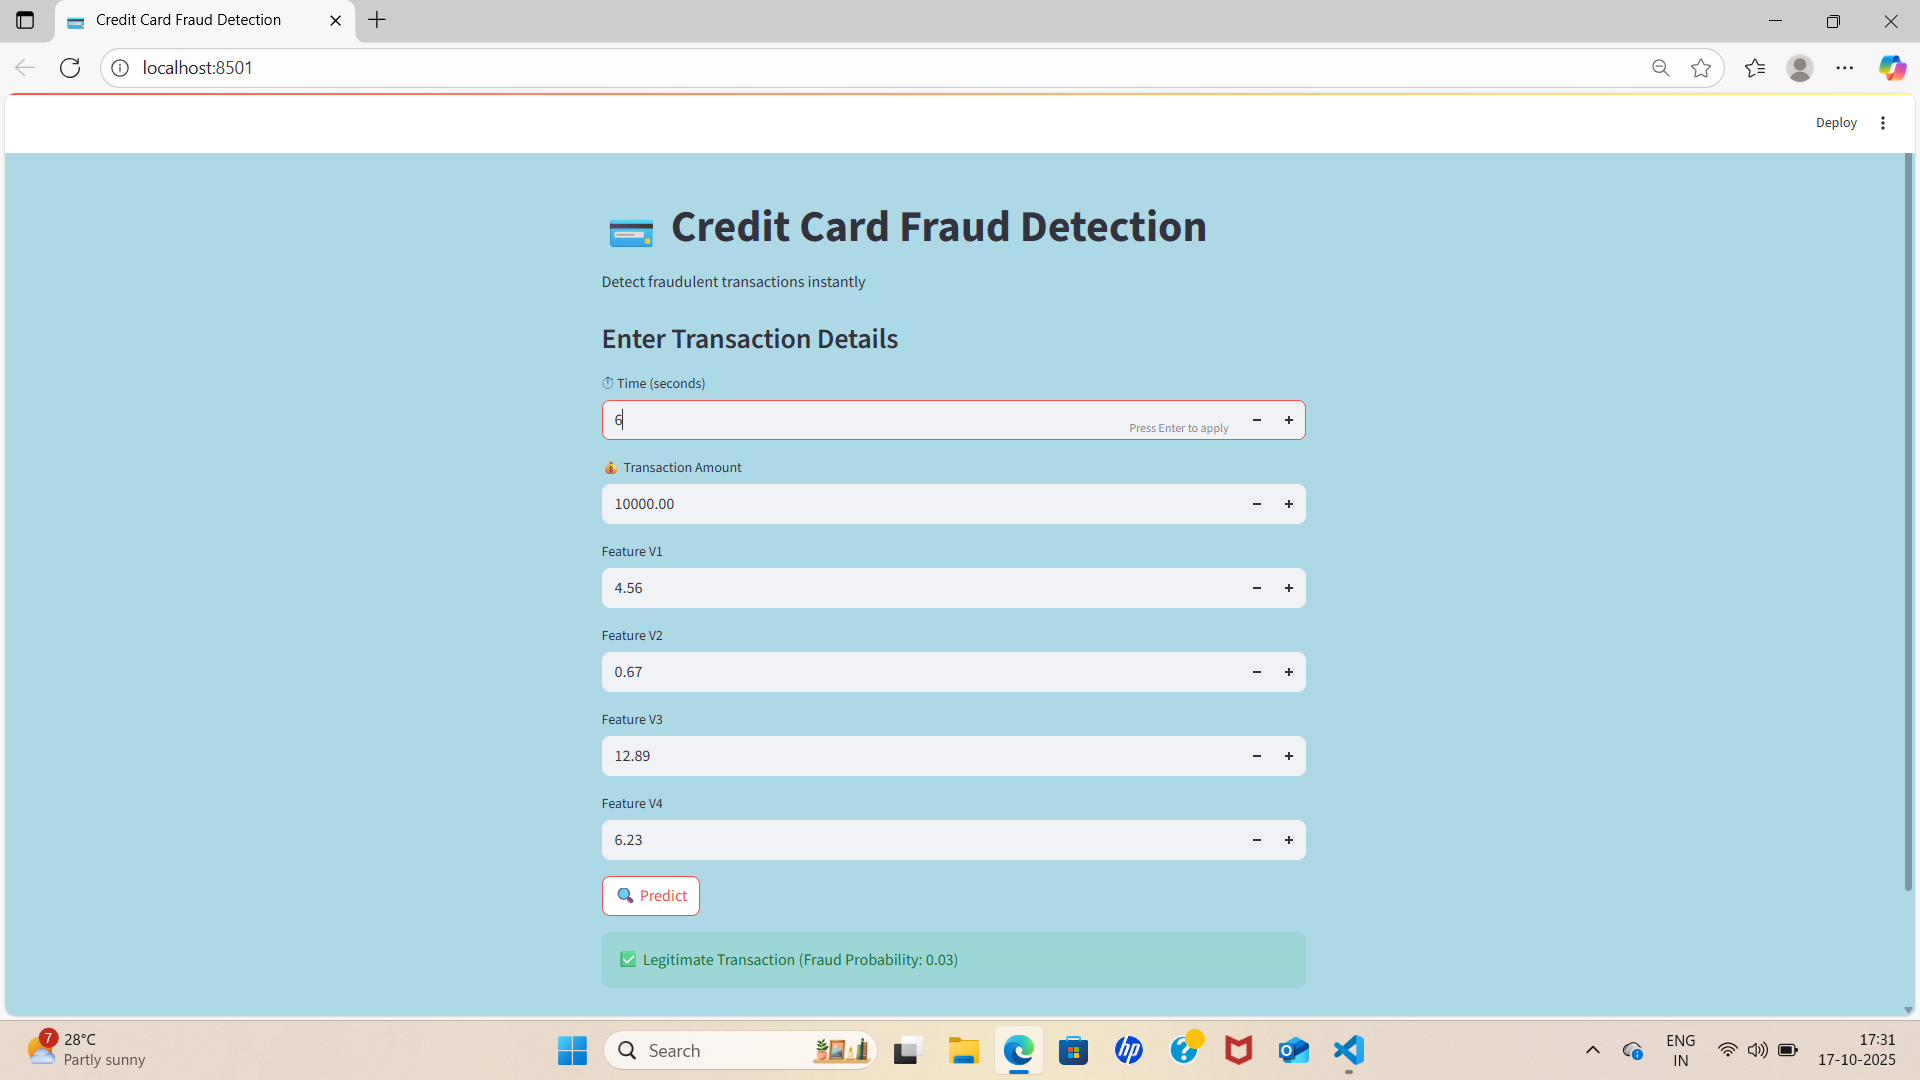 Credit Card Fraud Detection
localhost:8501
Deploy
Credit Card Fraud Detection
Detect fraudulent transactions instantly
Enter Transaction Details
Time (seconds)
6
Press Enter to apply
Transaction Amount
10000.00
Feature V1
4.56
Feature V2
0.67
Feature V3
12.89
Feature V4
6.23
Predict
Legitimate Transaction (Fraud Probability: 0.03)
7
28°C
Partly sunny
Search
hp
ENG
IN
17:31
17-10-2025